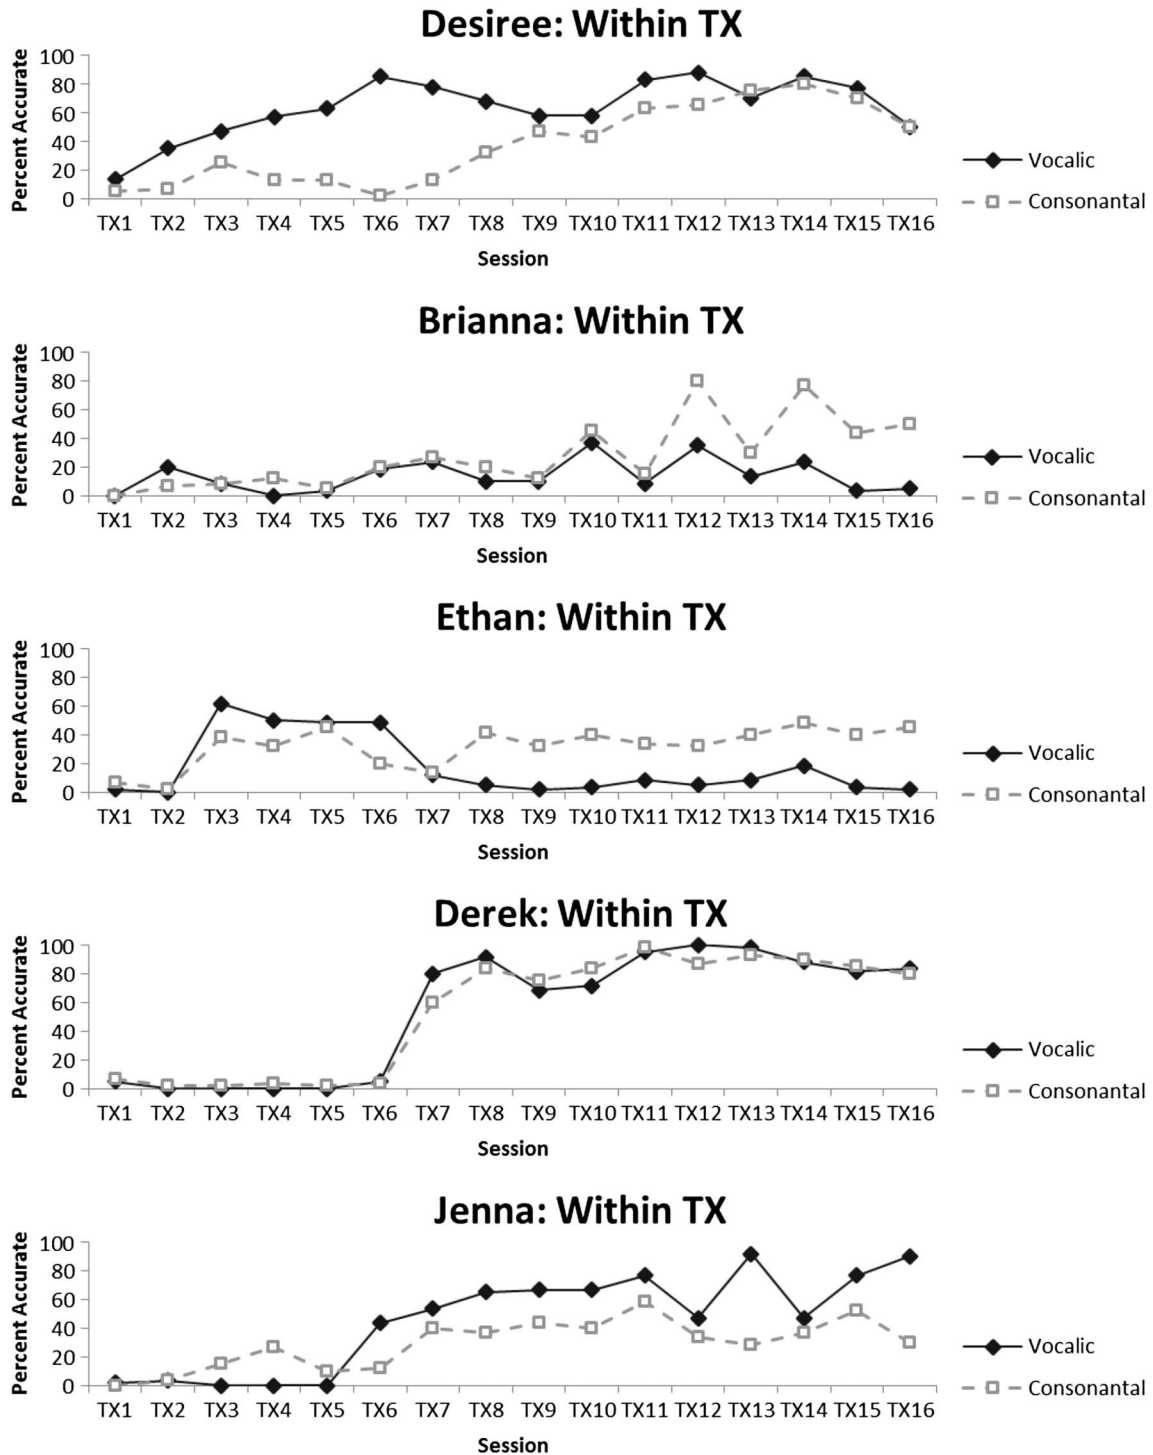 Desiree: Within TX
Percent Accurate
100
80
60
40
20
0
TX1 TX2 TX3 TX4 TX5 TX6 TX7 TX8 TX9 TX10 TX11 TX12 TX13 TX14 TX15 TX16
Session
Vocalic
Consonantal
Brianna: Within TX
Percent Accurate
100
80
60
40
20
0
TX1 TX2 TX3 TX4 TX5 TX6 TX7 TX8 TX9 TX10 TX11 TX12 TX13 TX14 TX15 TX16
Session
Vocalic
Consonantal
Ethan: Within TX
Percent Accurate
100
80
60
40
20
0
TX1 TX2 TX3 TX4 TX5 TX6 TX7 TX8 TX9 TX10 TX11 TX12 TX13 TX14 TX15 TX16
Session
Vocalic
Consonantal
Derek: Within TX
Percent Accurate
100
80
60
40
20
0
TX1 TX2 TX3 TX4 TX5 TX6 TX7 TX8 TX9 TX10 TX11 TX12 TX13 TX14 TX15 TX16
Session
Vocalic
Consonantal
Jenna: Within TX
Percent Accurate
100
80
60
40
20
0
TX1 TX2 TX3 TX4 TX5 TX6 TX7 TX8 TX9 TX10 TX11 TX12 TX13 TX14 TX15 TX16
Session
Vocalic
Consonantal